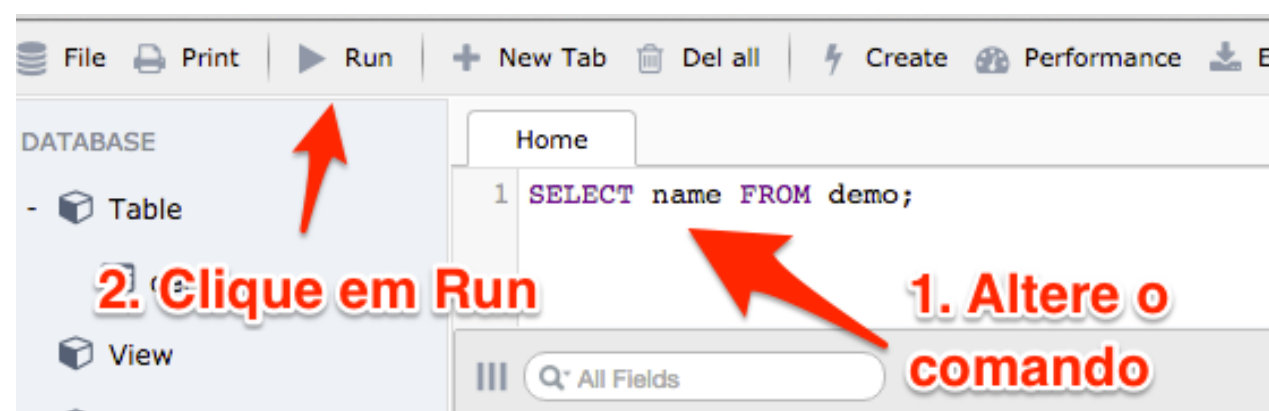 File Print Run New Tab Del all Create Performance
DATABASE
Home
- Table
1 SELECT name FROM demo;
2. Clique em Run
1. Altere o
comando
View
All Fields